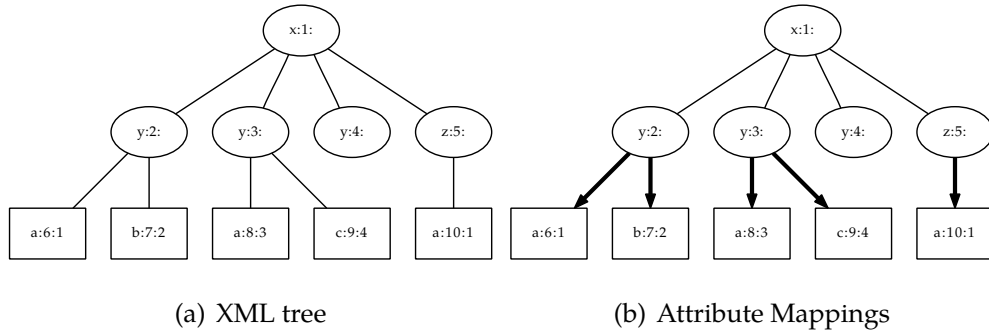 x:1: x:1:
y:2: y:3: y:4: z:5: y:2: y:3: y:4: z:5:
a:6:1 b:7:2 a:8:3 c:9:4 a:10:1 a:6:1 b:7:2 a:8:3 c:9:4 a:10:1
(a) XML tree (b) Attribute Mappings